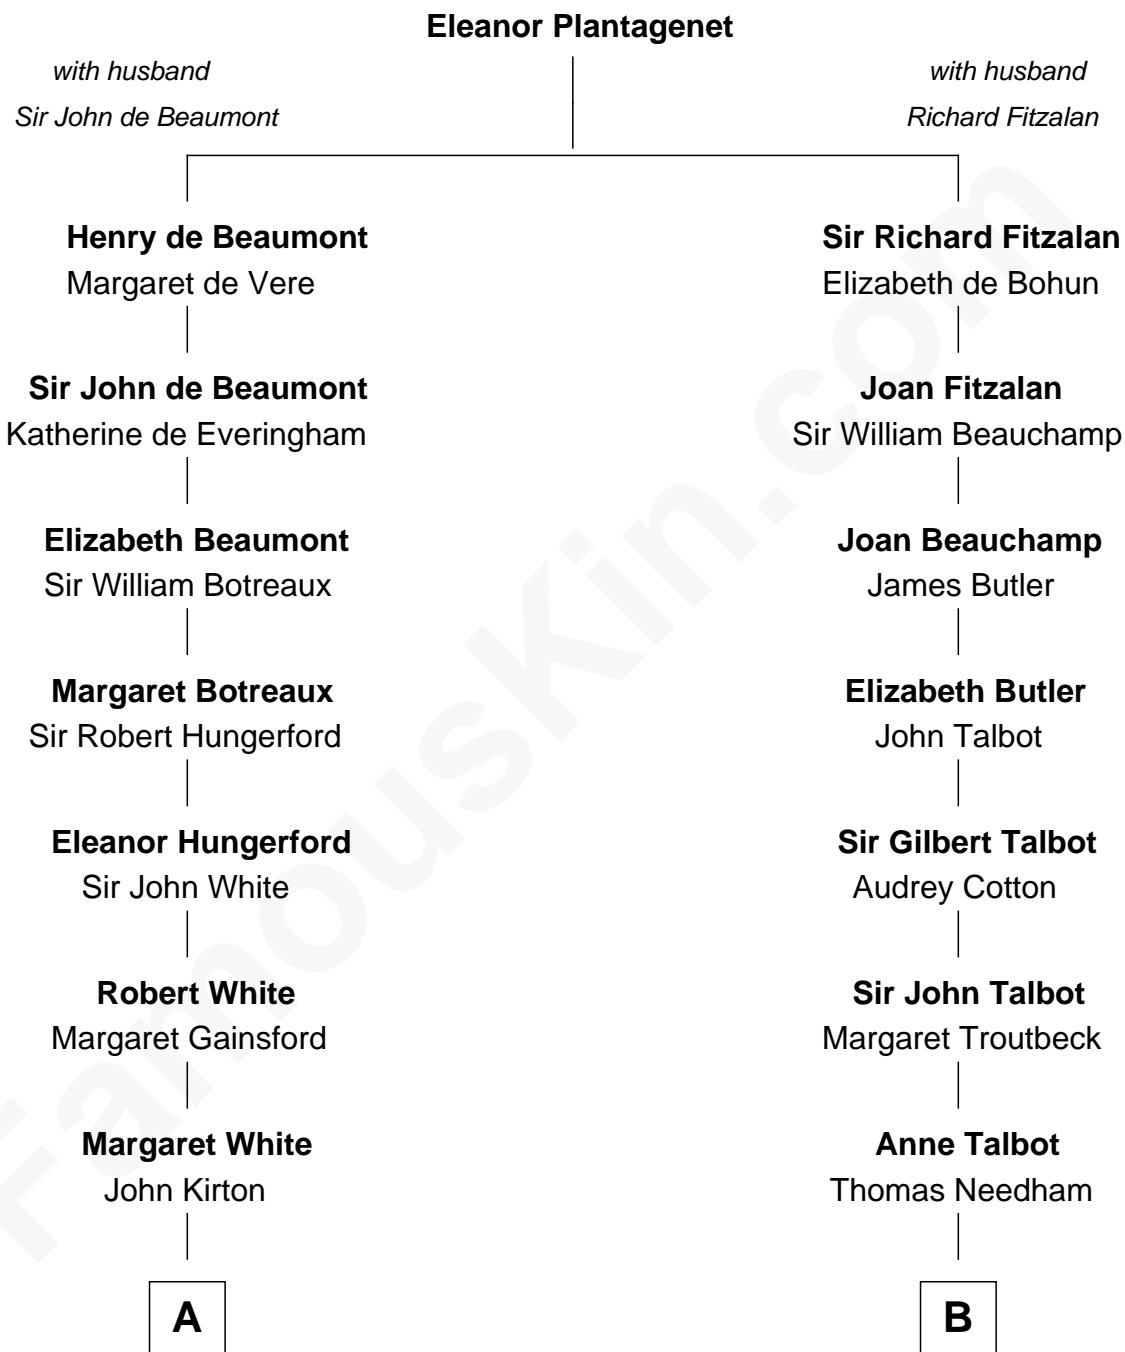 Eleanor Plantagenet
with husband
Sir John de Beaumont
with husband
Richard Fitzalan
Henry de Beaumont
Margaret de Vere
Sir Richard Fitzalan
Elizabeth de Bohun
Sir John de Beaumont
Katherine de Everingham
Joan Fitzalan
Sir William Beauchamp
Elizabeth Beaumont
Sir William Botreaux
Joan Beauchamp
James Butler
Margaret Botreaux
Sir Robert Hungerford
Elizabeth Butler
John Talbot
Eleanor Hungerford
Sir John White
Sir Gilbert Talbot
Audrey Cotton
Robert White
Margaret Gainsford
Sir John Talbot
Margaret Troutbeck
Margaret White
John Kirton
Anne Talbot
Thomas Needham
A
B
FamousKin.com